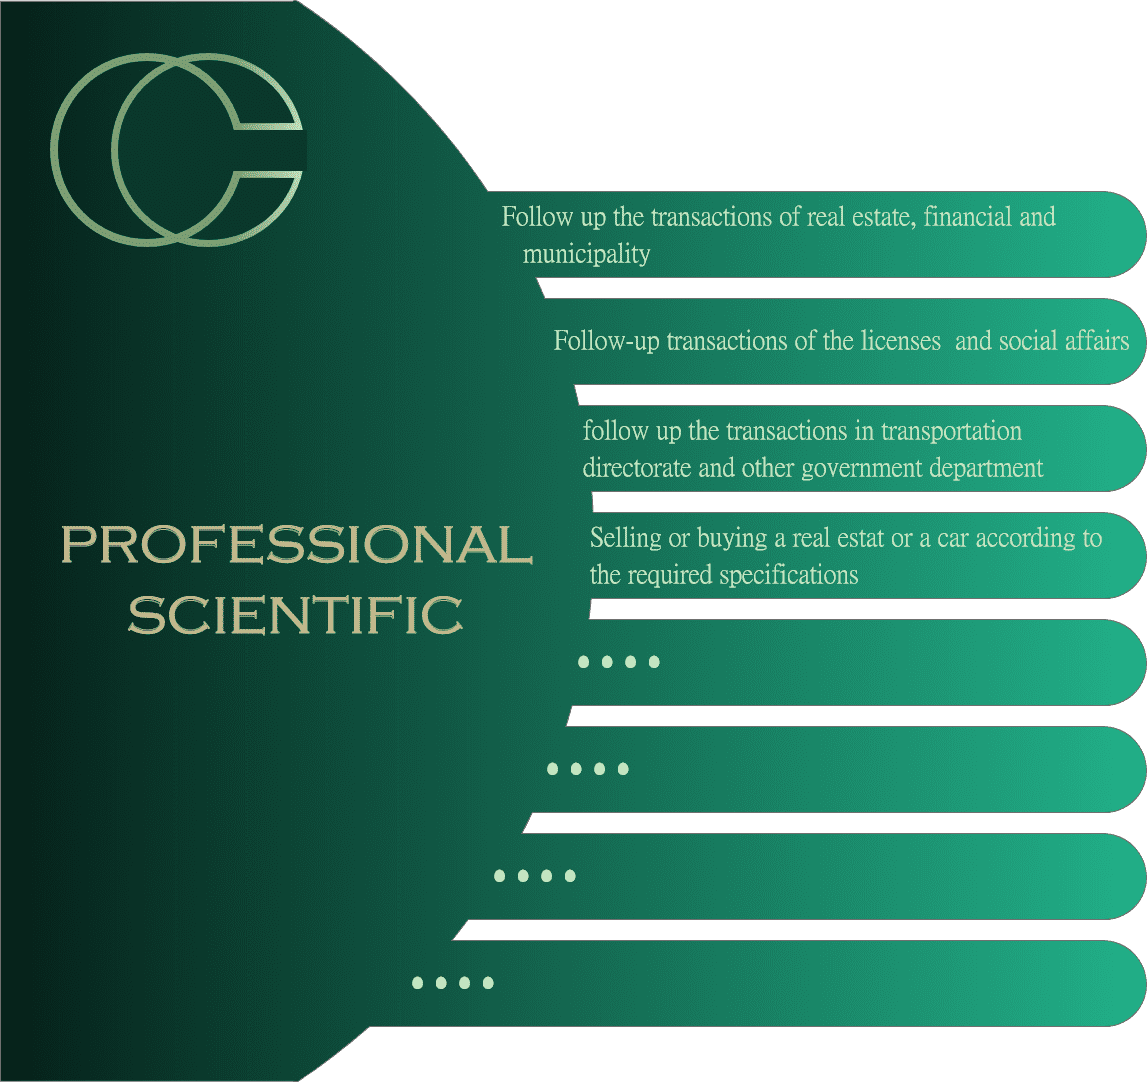 Follow up the transactions of real estate, financial and
municipality
Follow-up transactions of the licenses  and social affairs
follow up the transactions in transportation
directorate and other government department
PROFESSIONAL
SCIENTIFIC
Selling or buying a real estat or a car according to
the required specifications
• • • •
• • • •
• • • •
• • • •